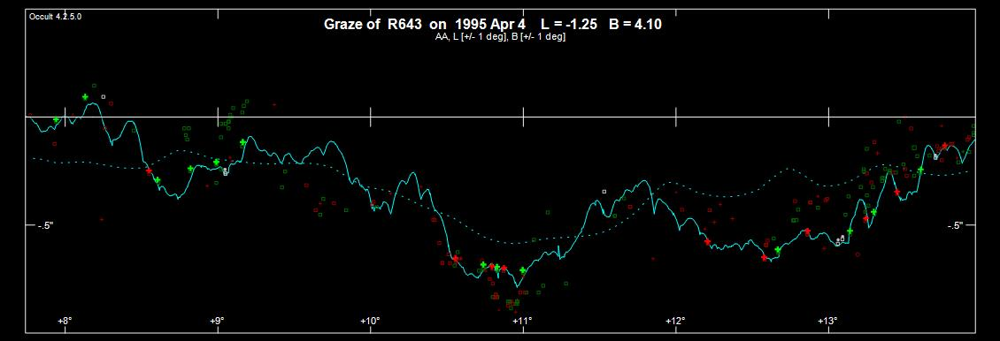 Occult 4.2.5.0
Graze of R643 on 1995 Apr 4 L = -1.25 B = 4.10
AA, L [+/- 1 deg], B [+/- 1 deg]
-.5" -.5"
+8° +9° +10° +11° +12° +13°